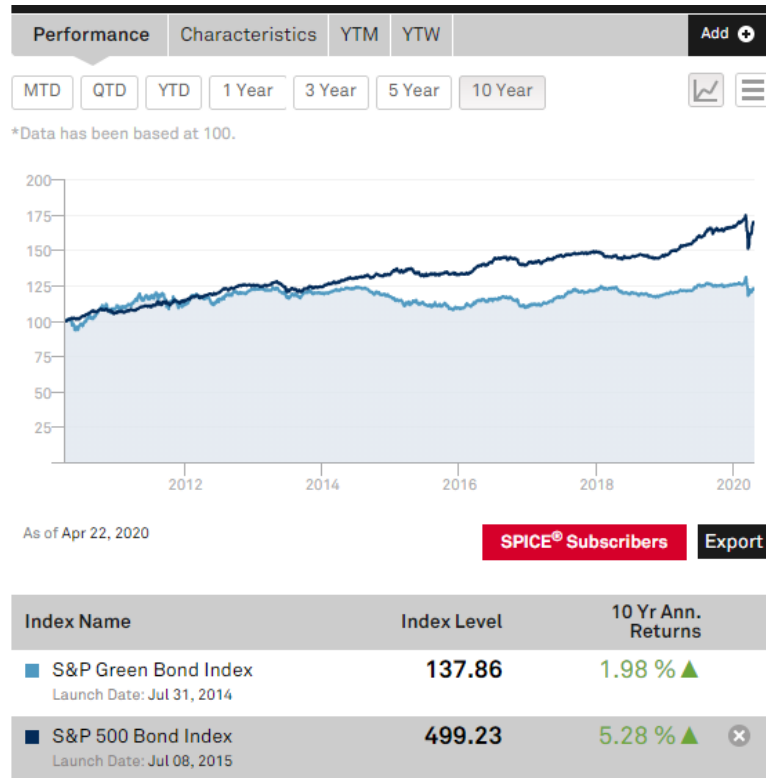 Performance Characteristics YTM YTW Add
MTD QTD YTD 1 Year 3 Year 5 Year 10 Year
*Data has been based at 100.
200
175
150
125
100
75
50
25
2012 2014 2016 2018 2020
As of Apr 22, 2020
SPICE® Subscribers Export
Index Name Index Level 10 Yr Ann.
Returns
S&P Green Bond Index 137.86 1.98 %
Launch Date: Jul 31, 2014
S&P 500 Bond Index 499.23 5.28 %
Launch Date: Jul 08, 2015